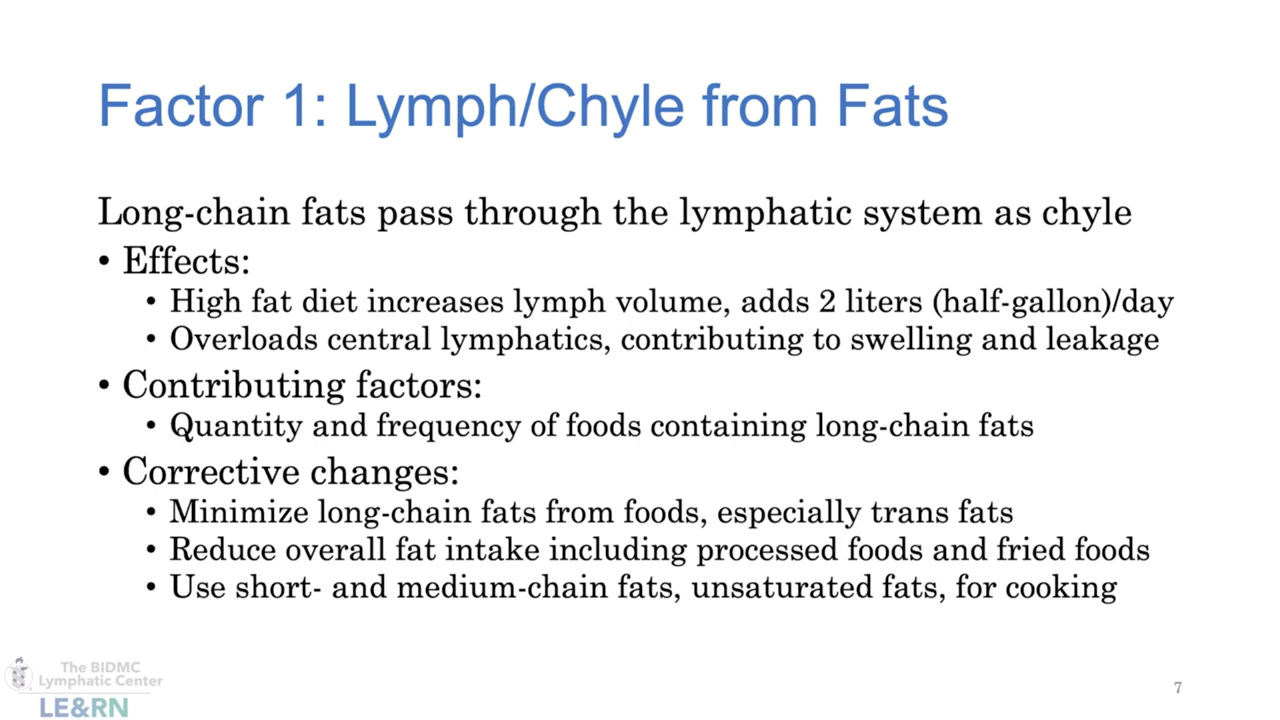 Factor 1: Lymph/Chyle from Fats
Long-chain fats pass through the lymphatic system as chyle
• Effects:
• High fat diet increases lymph volume, adds 2 liters (half-gallon)/day
• Overloads central lymphatics, contributing to swelling and leakage
• Contributing factors:
• Quantity and frequency of foods containing long-chain fats
• Corrective changes:
• Minimize long-chain fats from foods, especially trans fats
• Reduce overall fat intake including processed foods and fried foods
• Use short- and medium-chain fats, unsaturated fats, for cooking
The BIDMC
Lymphatic Center
LE&RN
7